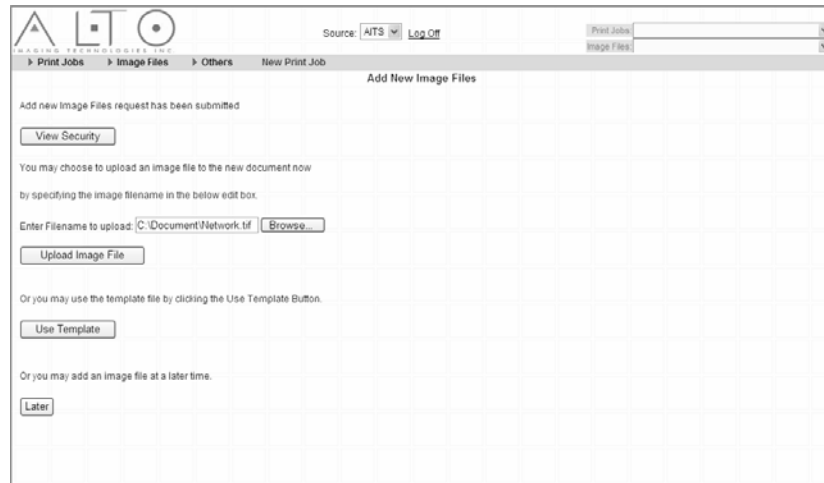 ALTO
IMAGING TECHNOLOGIES INC.
Source: AITS Log Off
Print Jobs:
Image Files:
Print Jobs Image Files Others New Print Job
Add New Image Files
Add new Image Files request has been submitted
View Security
You may choose to upload an image file to the new document now
by specifying the image filename in the below edit box.
Enter Filename to upload: C:\Document\Network.tif Browse...
Upload Image File
Or you may use the template file by clicking the Use Template Button.
Use Template
Or you may add an image file at a later time.
Later